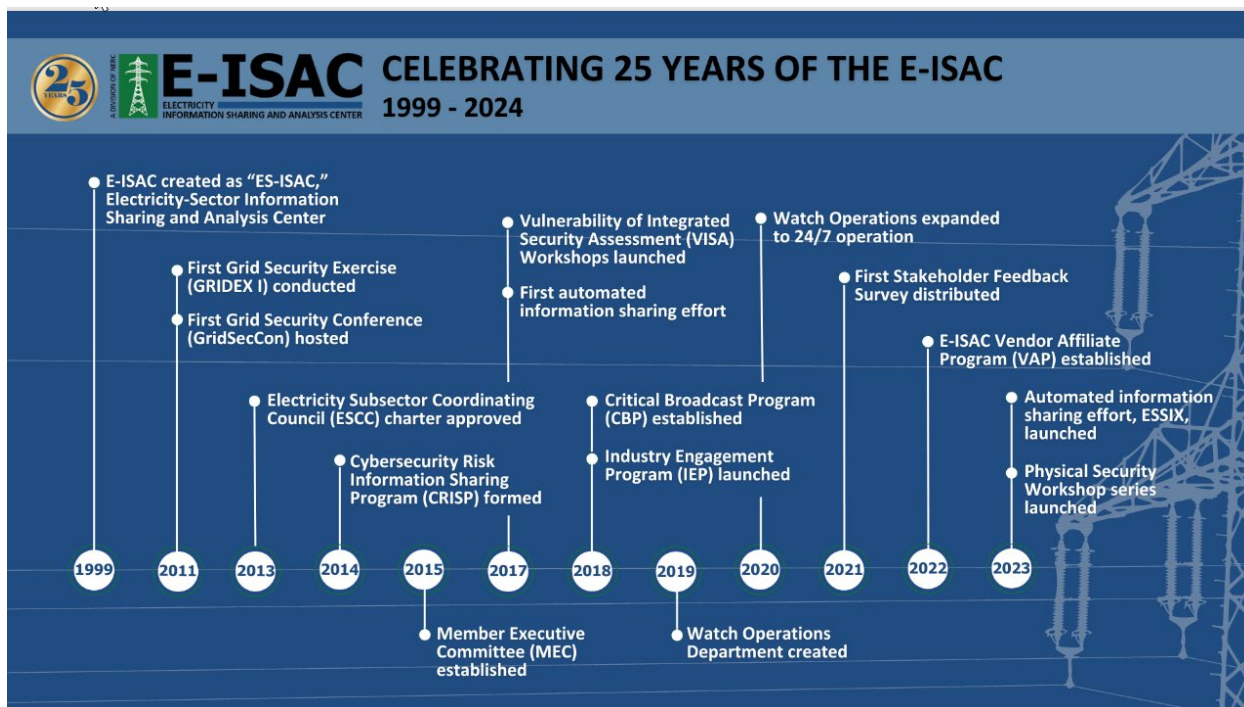 25
YEARS
A DIVISION OF NERC
E-ISAC
ELECTRICITY
INFORMATION SHARING AND ANALYSIS CENTER
CELEBRATING 25 YEARS OF THE E-ISAC
1999 - 2024
E-ISAC created as “ES-ISAC,”
Electricity-Sector Information
Sharing and Analysis Center
First Grid Security Exercise
(GRIDEX I) conducted
First Grid Security Conference
(GridSecCon) hosted
Electricity Subsector Coordinating
Council (ESCC) charter approved
Cybersecurity Risk
Information Sharing
Program (CRISP) formed
Vulnerability of Integrated
Security Assessment (VISA)
Workshops launched
First automated
information sharing effort
Critical Broadcast Program
(CBP) established
Industry Engagement
Program (IEP) launched
Watch Operations expanded
to 24/7 operation
First Stakeholder Feedback
Survey distributed
E-ISAC Vendor Affiliate
Program (VAP) established
Automated information
sharing effort, ESSIX,
launched
Physical Security
Workshop series
launched
1999 2011 2013 2014 2015 2017 2018 2019 2020 2021 2022 2023
Member Executive
Committee (MEC)
established
Watch Operations
Department created